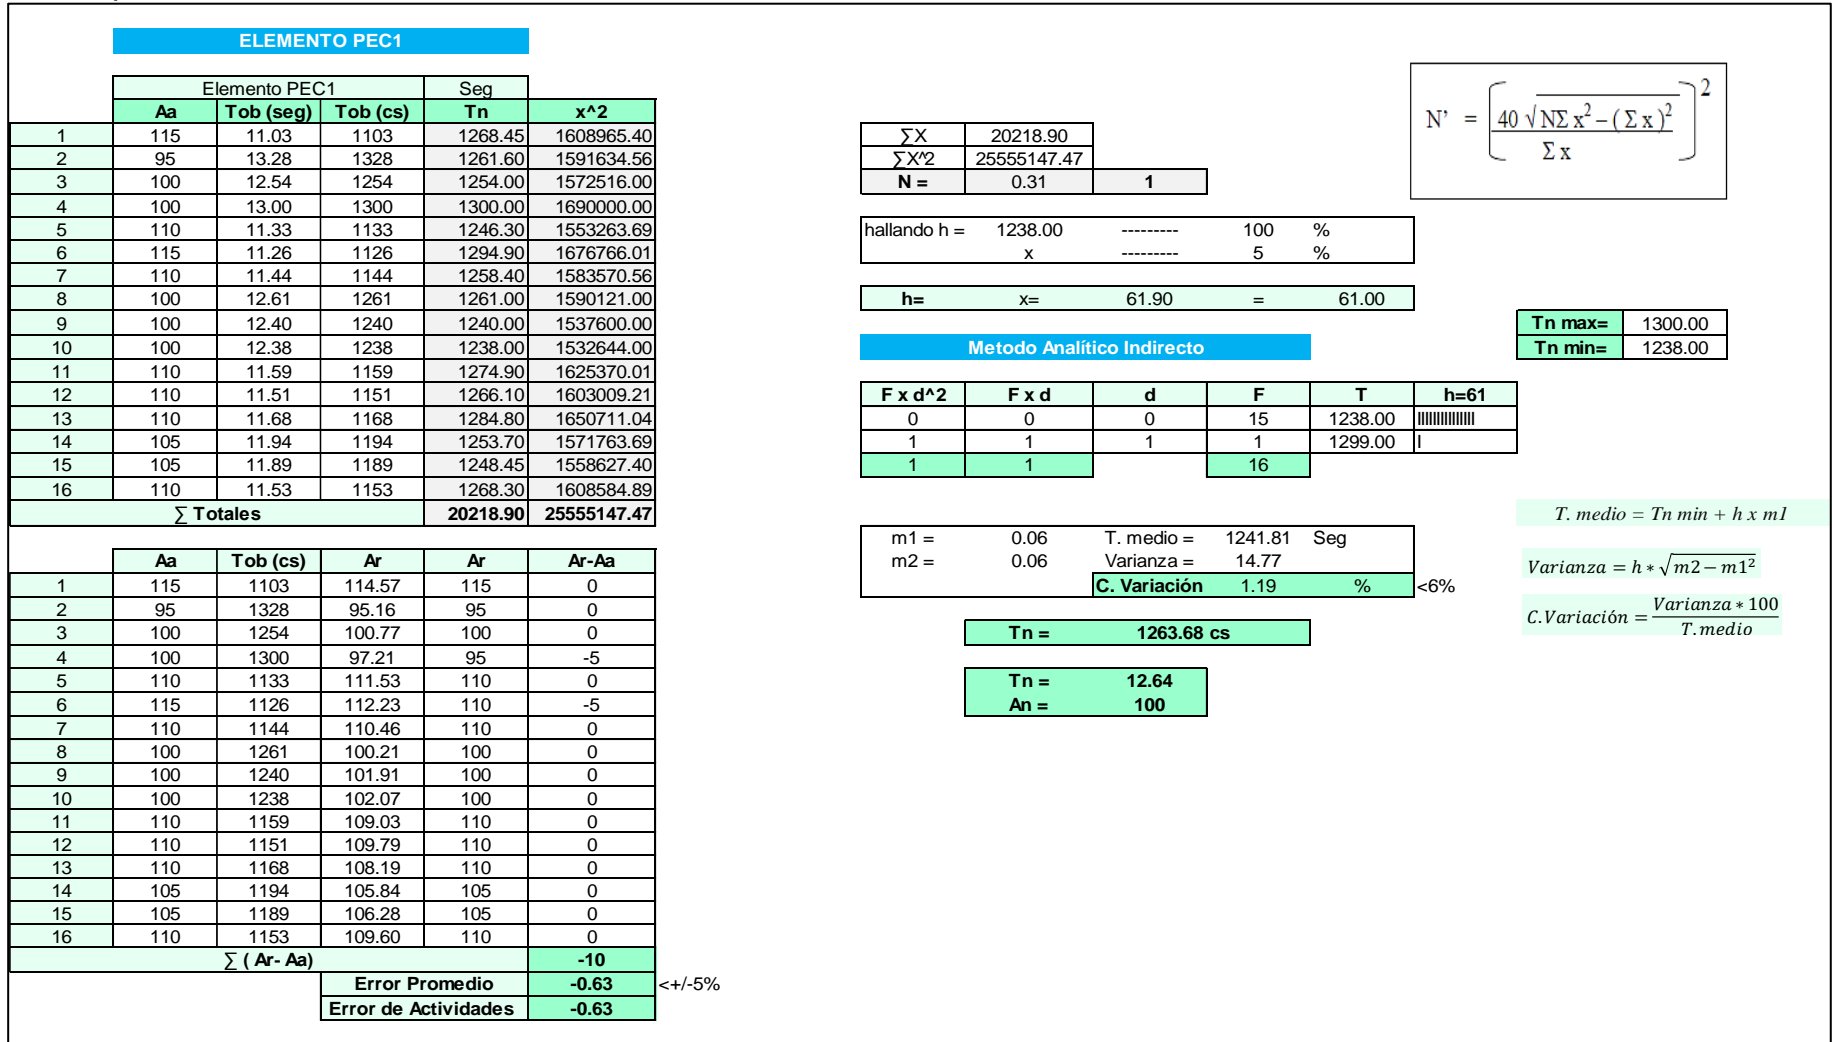 ELEMENTO PEC1
Elemento PEC1 Seg
Aa Tob (seg) Tob (cs) Tn x^2
1 115 11.03 1103 1268.45 1608965.40
2 95 13.28 1328 1261.60 1591634.56
3 100 12.54 1254 1254.00 1572516.00
4 100 13.00 1300 1300.00 1690000.00
5 110 11.33 1133 1246.30 1553263.69
6 115 11.26 1126 1294.90 1676766.01
7 110 11.44 1144 1258.40 1583570.56
8 100 12.61 1261 1261.00 1590121.00
9 100 12.40 1240 1240.00 1537600.00
10 100 12.38 1238 1238.00 1532644.00
11 110 11.59 1159 1274.90 1625370.01
12 110 11.51 1151 1266.10 1603009.21
13 110 11.68 1168 1284.80 1650711.04
14 105 11.94 1194 1253.70 1571763.69
15 105 11.89 1189 1248.45 1558627.40
16 110 11.53 1153 1268.30 1608584.89
∑ Totales 20218.90 25555147.47
Aa Tob (cs) Ar Ar Ar-Aa
1 115 1103 114.57 115 0
2 95 1328 95.16 95 0
3 100 1254 100.77 100 0
4 100 1300 97.21 95 -5
5 110 1133 111.53 110 0
6 115 1126 112.23 110 -5
7 110 1144 110.46 110 0
8 100 1261 100.21 100 0
9 100 1240 101.91 100 0
10 100 1238 102.07 100 0
11 110 1159 109.03 110 0
12 110 1151 109.79 110 0
13 110 1168 108.19 110 0
14 105 1194 105.84 105 0
15 105 1189 106.28 105 0
16 110 1153 109.60 110 0
∑ ( Ar- Aa) -10
Error Promedio -0.63 <+/-5%
Error de Actividades -0.63
∑X 20218.90
∑X^2 25555147.47
N = 0.31 1
N' = [40 √ NΣ x² – ( Σ x )² / Σ x]²
hallando h = 1238.00 --------- 100 %
x --------- 5 %
h= x= 61.90 = 61.00
Tn max= 1300.00
Tn min= 1238.00
Metodo Analítico Indirecto
F x d^2 F x d d F T h=61
0 0 0 15 1238.00 IIIIIIIIIIIIIII
1 1 1 1 1299.00 I
1 1 16
m1 = 0.06 T. medio = 1241.81 Seg
m2 = 0.06 Varianza = 14.77
C. Variación 1.19 % <6%
T. medio = Tn min + h x m1
Varianza = h * √m2 − m1²
C.Variación = Varianza * 100 / T.medio
Tn = 1263.68 cs
Tn = 12.64
An = 100